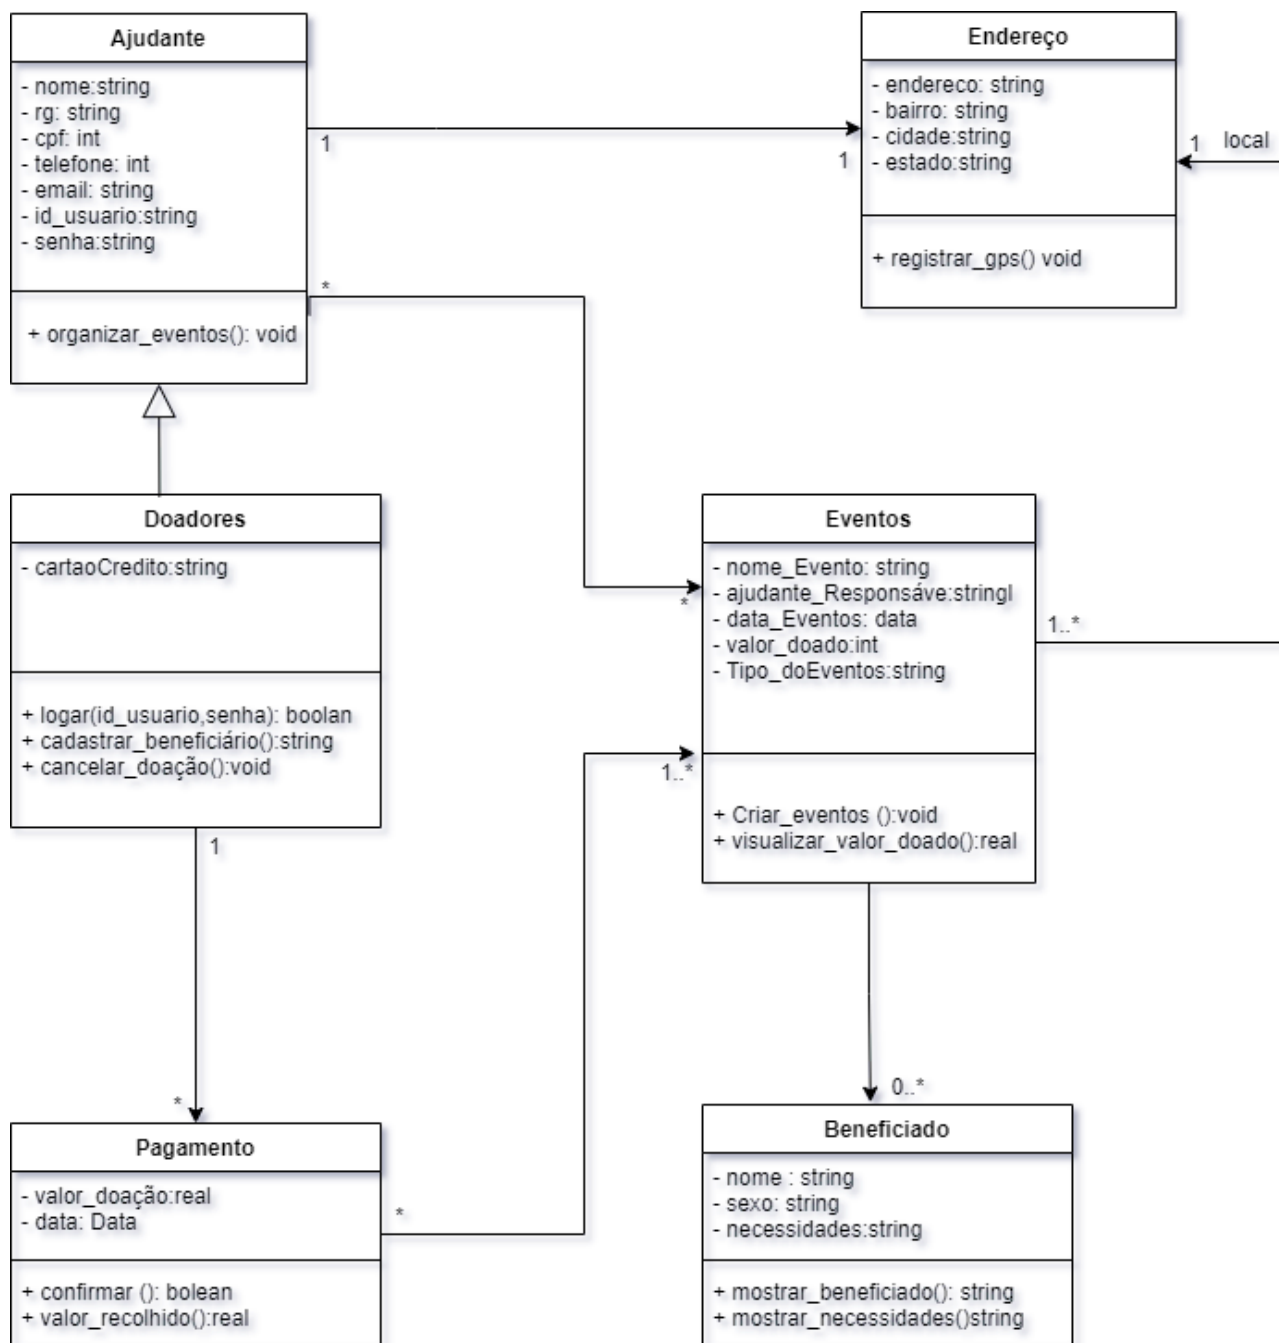 Ajudante
- nome:string
- rg: string
- cpf: int
- telefone: int
- email: string
- id_usuario:string
- senha:string
+ organizar_eventos(): void
1
1
*
*
Endereço
- endereco: string
- bairro: string
- cidade:string
- estado:string
+ registrar_gps() void
1
local
Doadores
- cartaoCredito:string
+ logar(id_usuario,senha): boolan
+ cadastrar_beneficiário():string
+ cancelar_doação():void
1
*
Eventos
- nome_Evento: string
- ajudante_Responsáve:stringl
- data_Eventos: data
- valor_doado:int
- Tipo_doEventos:string
+ Criar_eventos ():void
+ visualizar_valor_doado():real
1..*
1..*
0..*
Pagamento
- valor_doação:real
- data: Data
+ confirmar (): bolean
+ valor_recolhido():real
*
Beneficiado
- nome : string
- sexo: string
- necessidades:string
+ mostrar_beneficiado(): string
+ mostrar_necessidades()string